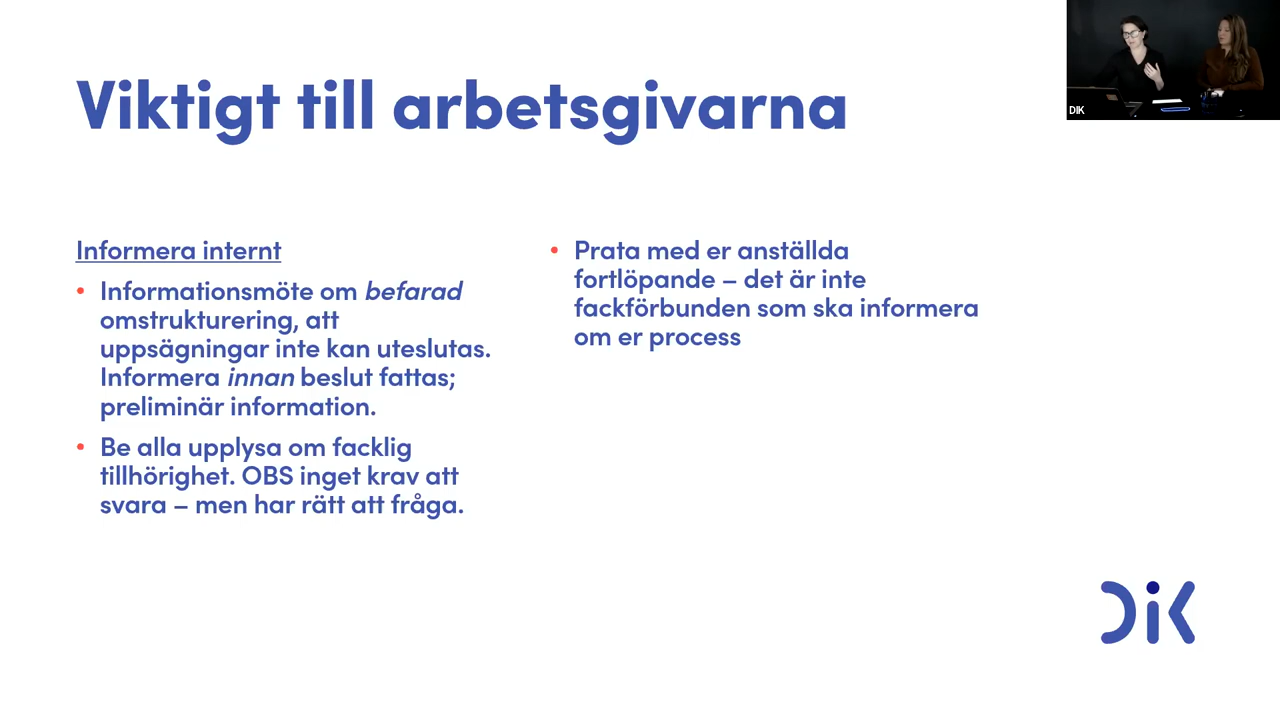 Viktigt till arbetsgivarna
Informera internt
• Informationsmöte om befarad
omstrukturering, att
uppsägningar inte kan uteslutas.
Informera innan beslut fattas;
preliminär information.
• Be alla upplysa om facklig
tillhörighet. OBS inget krav att
svara – men har rätt att fråga.
• Prata med er anställda
fortlöpande – det är inte
fackförbunden som ska informera
om er process
DIK
DiK